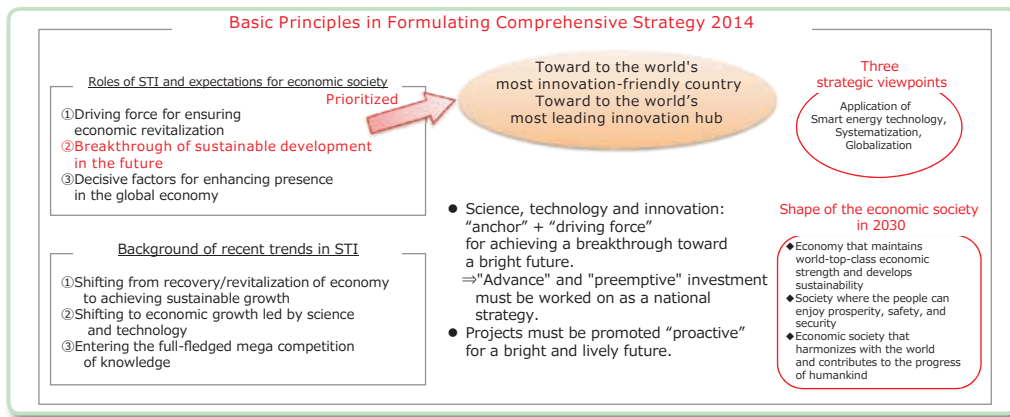 Basic Principles in Formulating Comprehensive Strategy 2014
Roles of STI and expectations for economic society
Prioritized
①Driving force for ensuring
economic revitalization
②Breakthrough of sustainable development
in the future
③Decisive factors for enhancing presence
in the global economy
Background of recent trends in STI
①Shifting from recovery/revitalization of economy
to achieving sustainable growth
②Shifting to economic growth led by science
and technology
③Entering the full-fledged mega competition
of knowledge
Toward to the world's
most innovation-friendly country
Toward to the world's
most leading innovation hub
● Science, technology and innovation:
“anchor” + “driving force”
for achieving a breakthrough toward
a bright future.
⇒"Advance" and "preemptive" investment
must be worked on as a national
strategy.
● Projects must be promoted “proactive”
for a bright and lively future.
Three
strategic viewpoints
Application of
Smart energy technology,
Systematization,
Globalization
Shape of the economic society
in 2030
◆Economy that maintains
world-top-class economic
strength and develops
sustainability
◆Society where the people can
enjoy prosperity, safety, and
security
◆Economic society that
harmonizes with the world
and contributes to the progress
of humankind